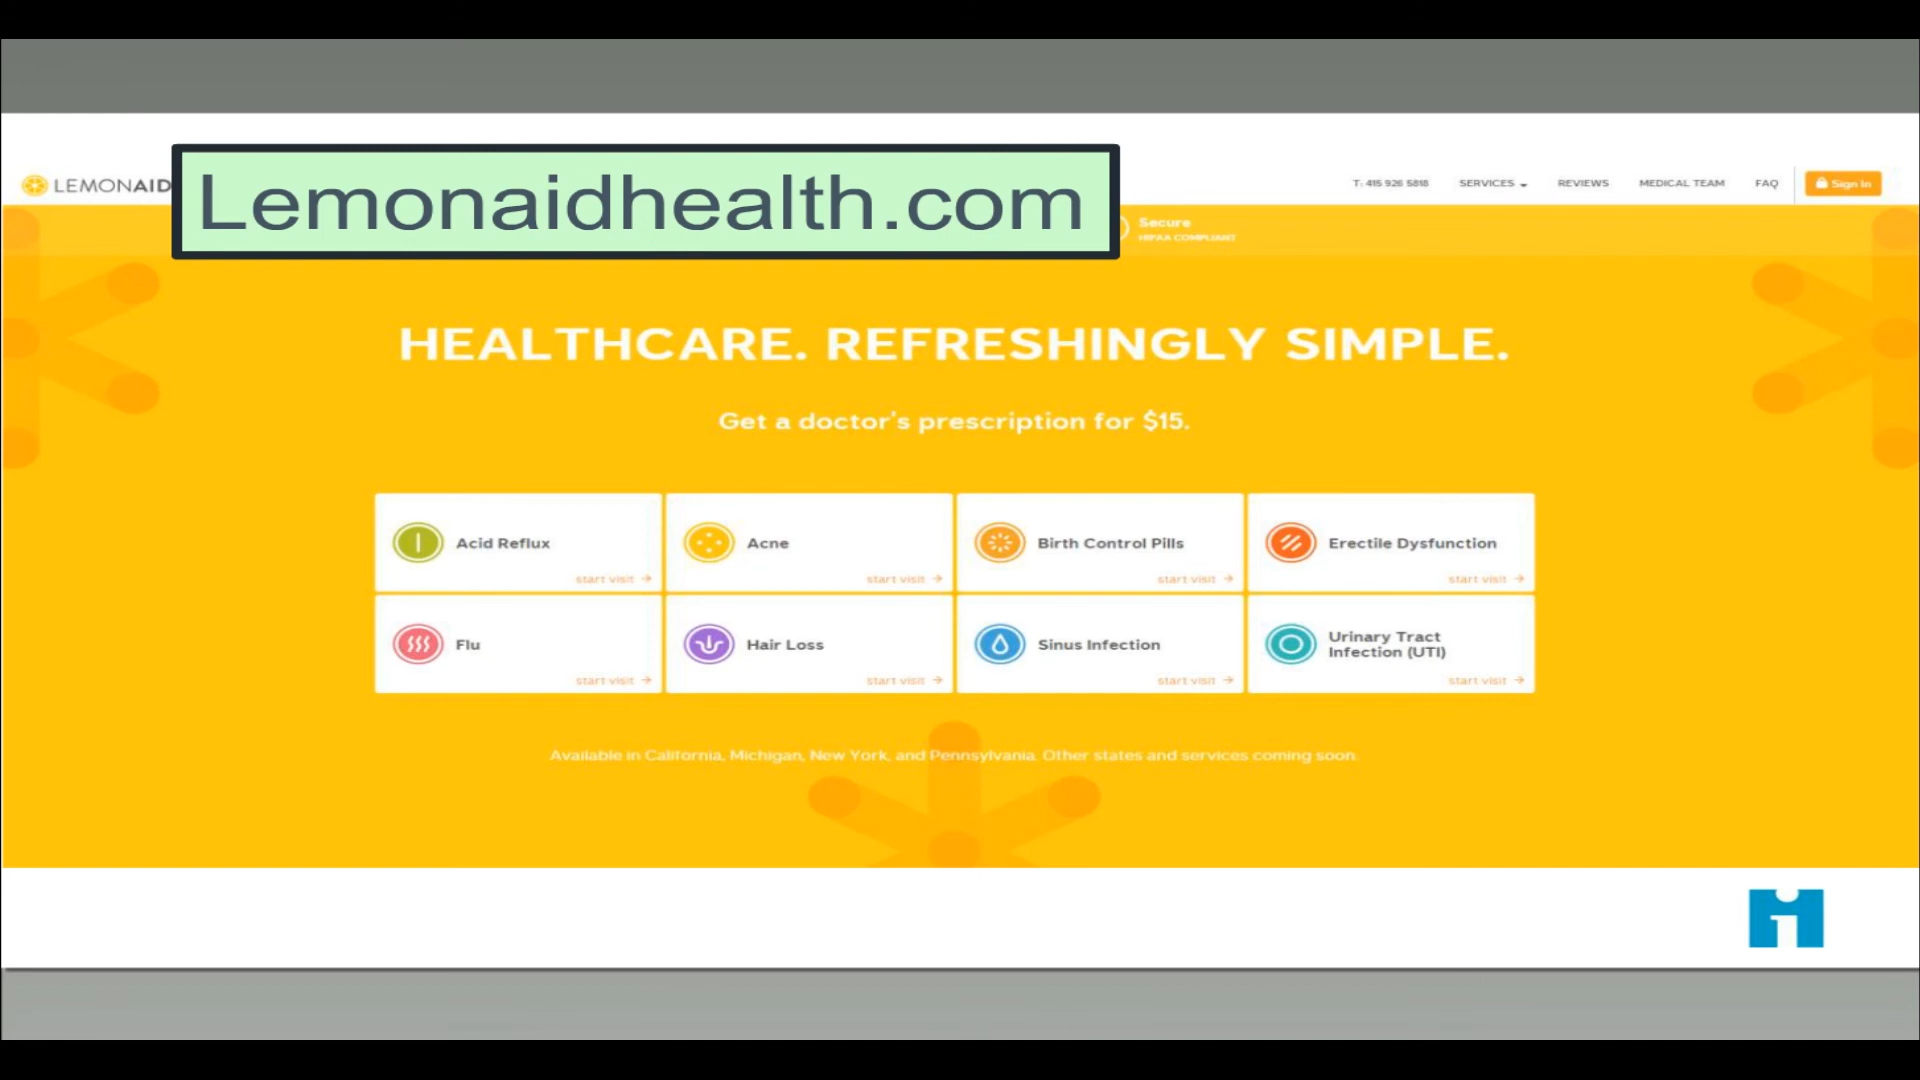 LEMONAID
Lemonaidhealth.com
T: 415 926 5818
SERVICES
REVIEWS
MEDICAL TEAM
FAQ
Sign In
Secure
HIPAA COMPLIANT
HEALTHCARE. REFRESHINGLY SIMPLE.
Get a doctor's prescription for $15.
Acid Reflux
start visit →
Acne
start visit →
Birth Control Pills
start visit →
Erectile Dysfunction
start visit →
Flu
start visit →
Hair Loss
start visit →
Sinus Infection
start visit →
Urinary Tract
Infection (UTI)
start visit →
Available in California, Michigan, New York, and Pennsylvania. Other states and services coming soon.